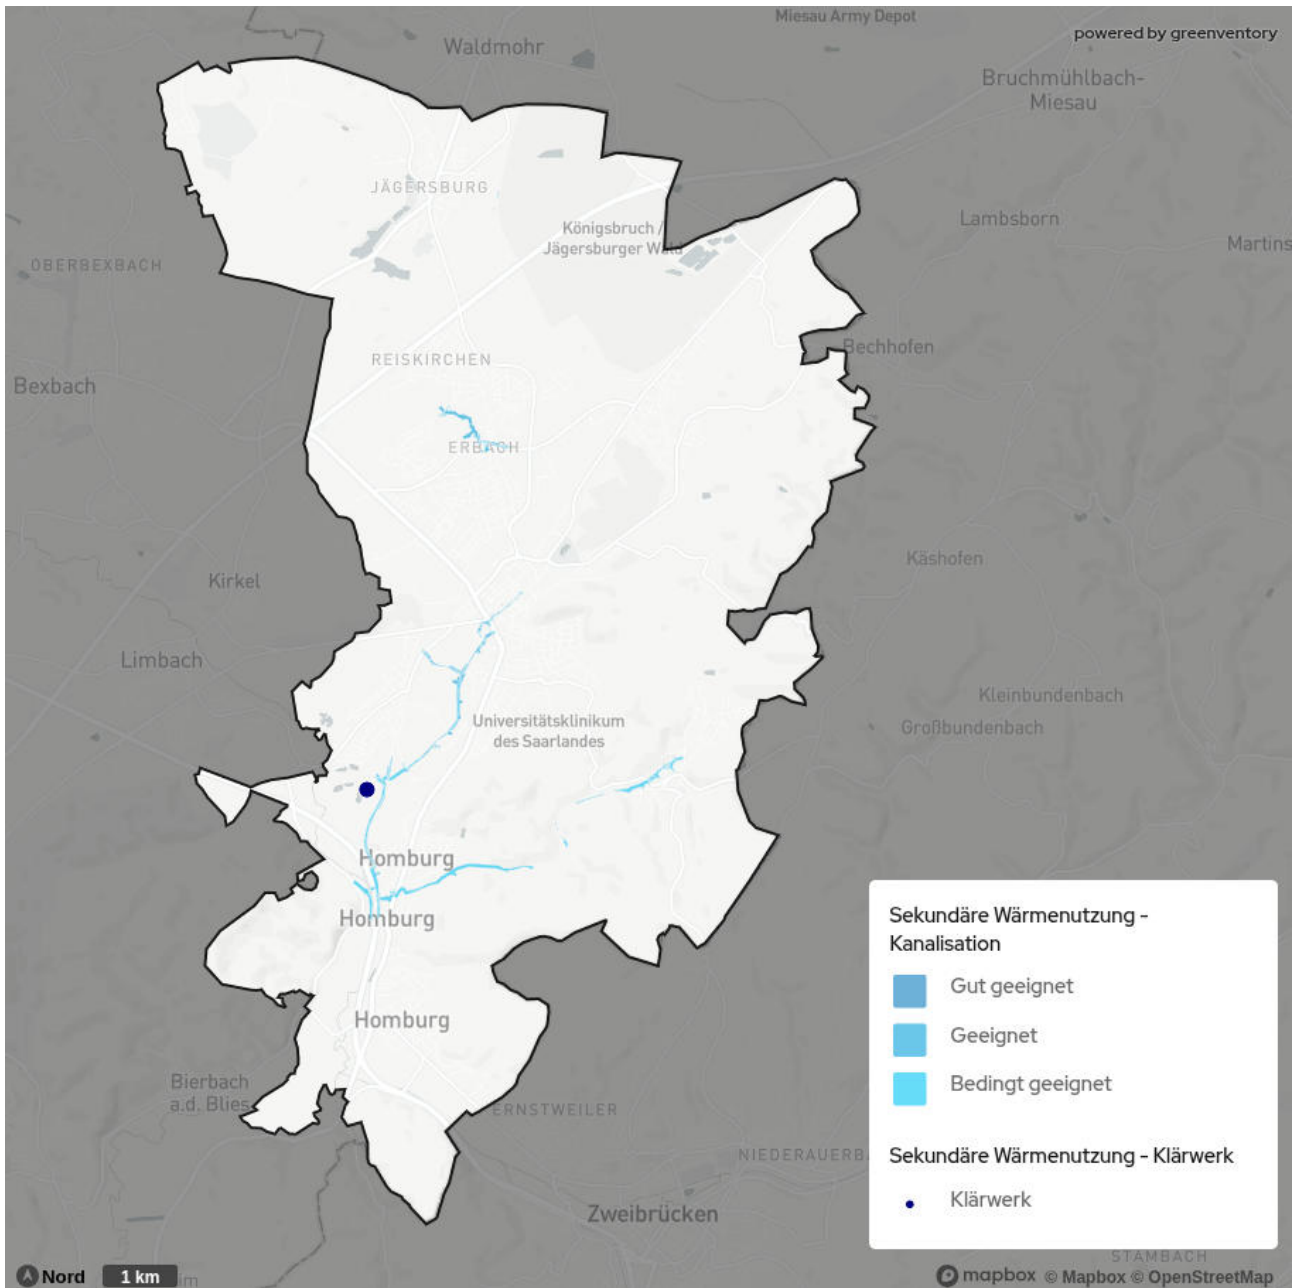 Miesau Army Depot
powered by greenventory
Waldmohr
Bruchmühlbach-
Miesau
JÄGERSBURG
Lambsborn
Königsbruch /
Jägersburger Wald
Martins
OBERBEXBACH
Bechhofen
REISKIRCHEN
Bexbach
ERBACH
Käshofen
Kirkel
Limbach
Kleinbundenbach
Universitätsklinikum
des Saarlandes
Großbundenbach
Homburg
Homburg
Homburg
Bierbach
a.d. Blies
ERNSTWEILER
NIEDERAUERBA
Zweibrücken
STAMBACH
Sekundäre Wärmenutzung -
Kanalisation
Gut geeignet
Geeignet
Bedingt geeignet
Sekundäre Wärmenutzung - Klärwerk
Klärwerk
Nord
1 km
im
mapbox © Mapbox © OpenStreetMap